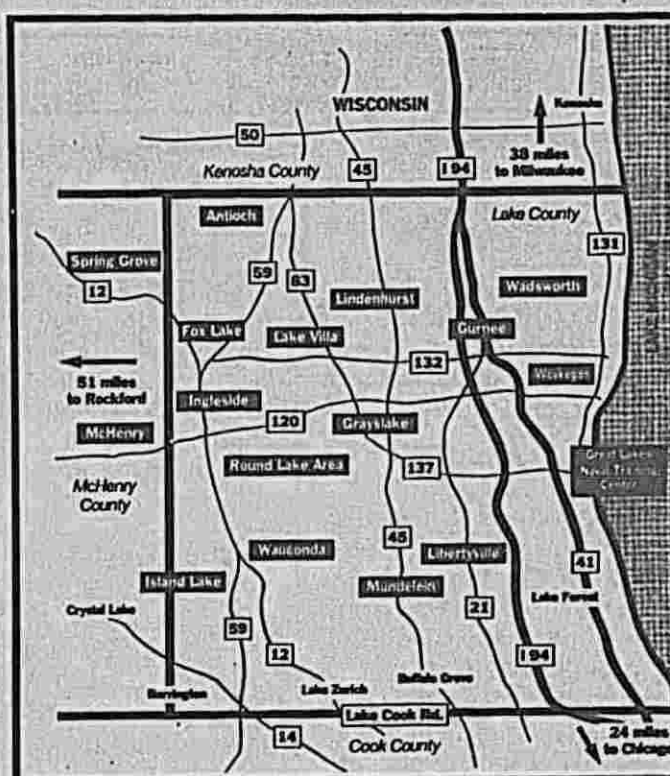 WISCONSIN
Kenosha
50
38 miles
to Milwaukee
Kenosha County
45
I 94
Antioch
Lake County
131
Spring Grove
59
83
Wadsworth
12
Lindenhurst
LAKE MICHIGAN
Fox Lake
Lake Villa
Gurnee
51 miles
to Rockford
132
Waukegan
Ingleside
120
Grayslake
McHenry
Round Lake Area
137
Great Lakes
Naval Training
Center
McHenry
County
45
Wauconda
Libertyville
41
Island Lake
Mundelein
Lake Forest
Crystal Lake
59
21
12
I 94
Barrington
Lake Zurich
Buffalo Grove
Lake Cook Rd.
24 miles
to Chicago
14
Cook County